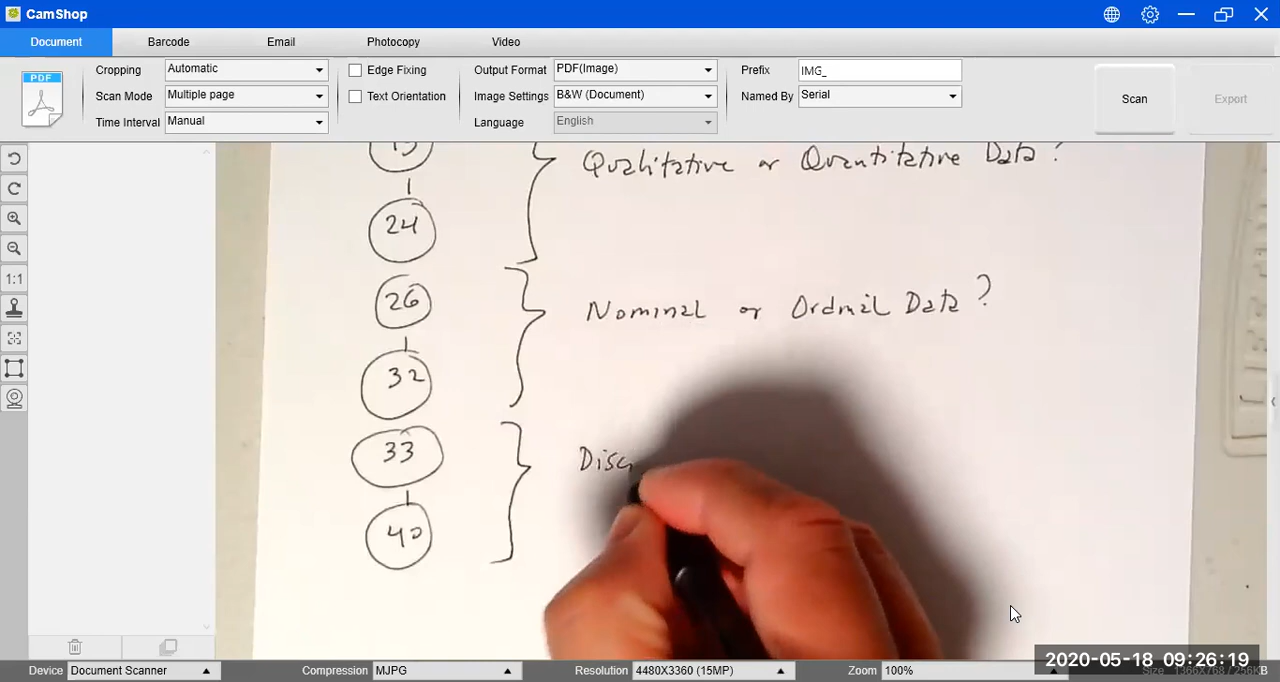 CamShop
Document Barcode Email Photocopy Video
PDF
Cropping Automatic Edge Fixing Output Format PDF(Image) Prefix IMG_
Scan Mode Multiple page Text Orientation Image Settings B&W (Document) Named By Serial
Time Interval Manual Language English
Scan Export
1:1
Qualitative or Quantitative Data?
24
26
Nominal or Ordinal Data?
32
33
Disc
40
Device Document Scanner Compression MJPG Resolution 4480X3360 (15MP) Zoom 100%
2020-05-18 09:26:19